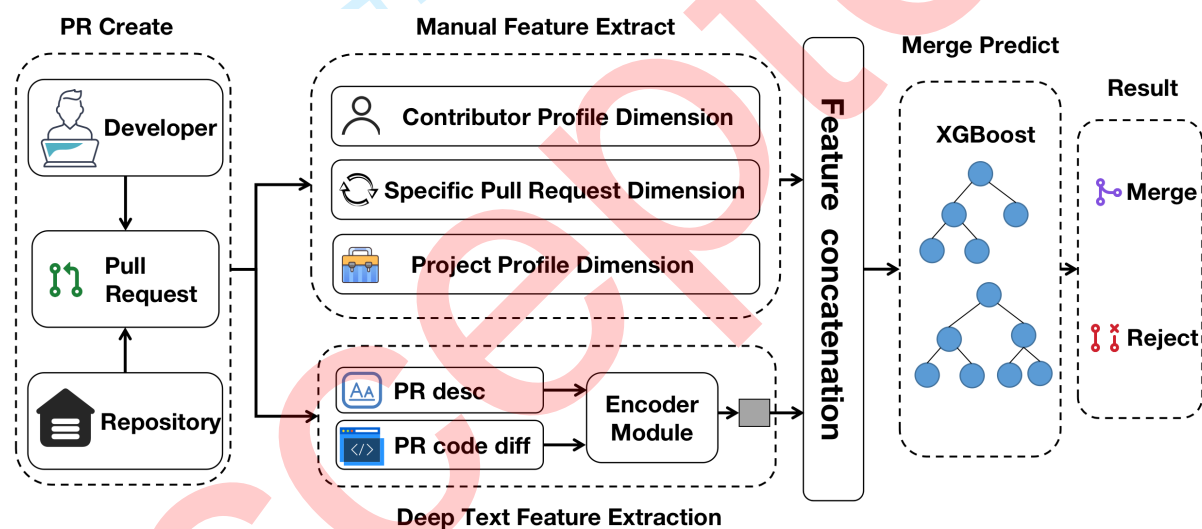 PR Create
Developer
Pull
Request
Repository
Manual Feature Extract
Contributor Profile Dimension
Specific Pull Request Dimension
Project Profile Dimension
AA
PR desc
</>
PR code diff
Encoder
Module
Deep Text Feature Extraction
Feature concatenation
Merge Predict
XGBoost
Result
Merge
Reject